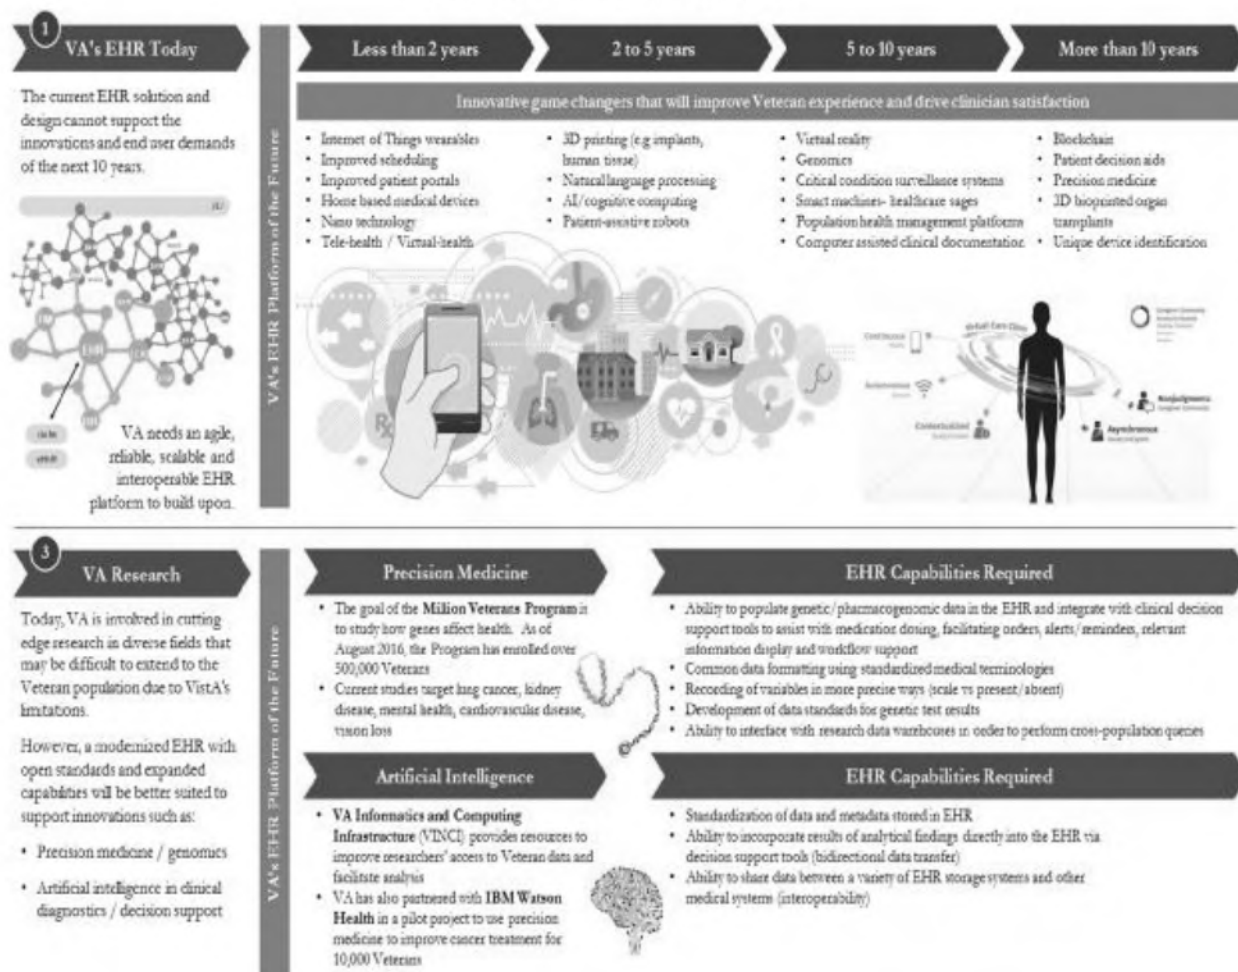 1
VA's EHR Today
The current EHR solution and
design cannot support the
innovations and end user demands
of the next 10 years.
EHR
VA needs an agile,
reliable, scalable and
interoperable EHR
platform to build upon.
VA's EHR Platform of the Future
Less than 2 years
2 to 5 years
5 to 10 years
More than 10 years
Innovative game changers that will improve Veteran experience and drive clinician satisfaction
• Internet of Things wearables
• Improved scheduling
• Improved patient portals
• Home based medical devices
• Nano technology
• Tele-health / Virtual-health
• 3D printing (e.g implants,
human tissue)
• Natural language processing
• AI/cognitive computing
• Patient-assistive robots
• Virtual reality
• Genomics
• Critical condition surveillance systems
• Smart machines- healthcare sages
• Population health management platforms
• Computer assisted clinical documentation
• Blockchain
• Patient decision aids
• Precision medicine
• 3D bioprinted organ
transplants
• Unique device identification
Rx
Virtual Care Clinic
Continuous
Autonomous
Contextualized
Nonjudgmental
Asynchronous
3
VA Research
Today, VA is involved in cutting
edge research in diverse fields that
may be difficult to extend to the
Veteran population due to VistA's
limitations.
However, a modernized EHR with
open standards and expanded
capabilities will be better suited to
support innovations such as:
• Precision medicine / genomics
• Artificial intelligence in clinical
diagnostics / decision support
VA's EHR Platform of the Future
Precision Medicine
• The goal of the Million Veterans Program is
to study how genes affect health. As of
August 2016, the Program has enrolled over
500,000 Veterans
• Current studies target lung cancer, kidney
disease, mental health, cardiovascular disease,
vision loss
EHR Capabilities Required
• Ability to populate genetic/pharmacogenomic data in the EHR and integrate with clinical decision
support tools to assist with medication dosing, facilitating orders, alerts/reminders, relevant
information display and workflow support
• Common data formatting using standardized medical terminologies
• Recording of variables in more precise ways (scale vs present/absent)
• Development of data standards for genetic test results
• Ability to interface with research data warehouses in order to perform cross-population queries
Artificial Intelligence
• VA Informatics and Computing
Infrastructure (VINCI) provides resources to
improve researchers' access to Veteran data and
facilitate analysis
• VA has also partnered with IBM Watson
Health in a pilot project to use precision
medicine to improve cancer treatment for
10,000 Veterans
EHR Capabilities Required
• Standardization of data and metadata stored in EHR
• Ability to incorporate results of analytical findings directly into the EHR via
decision support tools (bidirectional data transfer)
• Ability to share data between a variety of EHR storage systems and other
medical systems (interoperability)